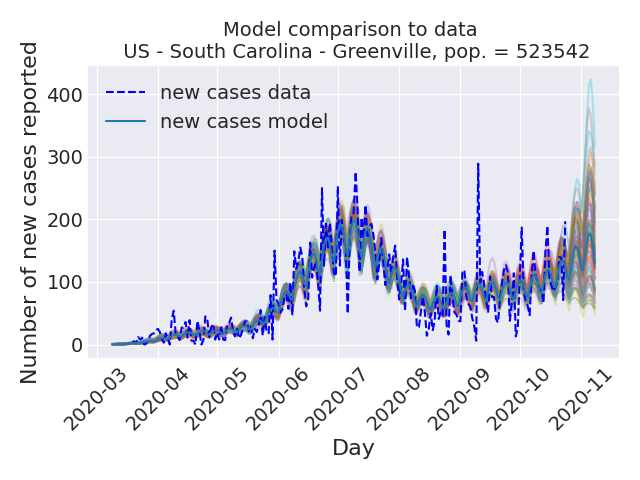 Model comparison to data
US - South Carolina - Greenville, pop. = 523542
Number of new cases reported
400
300
200
100
0
new cases data
new cases model
2020-03
2020-04
2020-05
2020-06
2020-07
2020-08
2020-09
2020-10
2020-11
Day